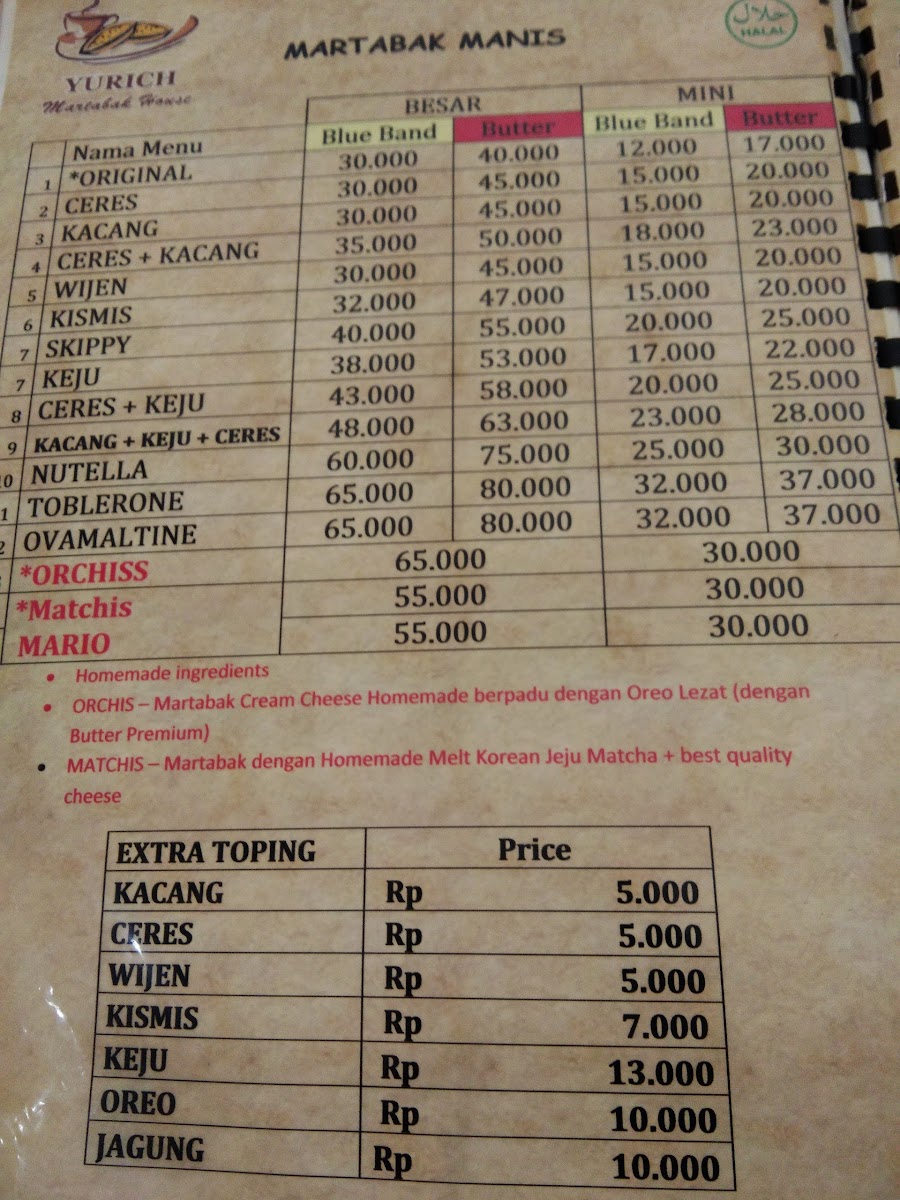 YURICH
Martabak House
MARTABAK MANIS
حلال
HALAL
BESAR MINI
Nama Menu Blue Band Butter Blue Band Butter
1 *ORIGINAL 30.000 40.000 12.000 17.000
2 CERES 30.000 45.000 15.000 20.000
3 KACANG 30.000 45.000 15.000 20.000
4 CERES + KACANG 35.000 50.000 18.000 23.000
5 WIJEN 30.000 45.000 15.000 20.000
6 KISMIS 32.000 47.000 15.000 20.000
7 SKIPPY 40.000 55.000 20.000 25.000
7 KEJU 38.000 53.000 17.000 22.000
8 CERES + KEJU 43.000 58.000 20.000 25.000
9 KACANG + KEJU + CERES 48.000 63.000 23.000 28.000
10 NUTELLA 60.000 75.000 25.000 30.000
1 TOBLERONE 65.000 80.000 32.000 37.000
2 OVAMALTINE 65.000 80.000 32.000 37.000
*ORCHISS 65.000 30.000
*Matchis 55.000 30.000
MARIO 55.000 30.000
• Homemade ingredients
• ORCHIS – Martabak Cream Cheese Homemade berpadu dengan Oreo Lezat (dengan
Butter Premium)
• MATCHIS – Martabak dengan Homemade Melt Korean Jeju Matcha + best quality
cheese
EXTRA TOPING Price
KACANG Rp 5.000
CERES Rp 5.000
WIJEN Rp 5.000
KISMIS Rp 7.000
KEJU Rp 13.000
OREO Rp 10.000
JAGUNG Rp 10.000